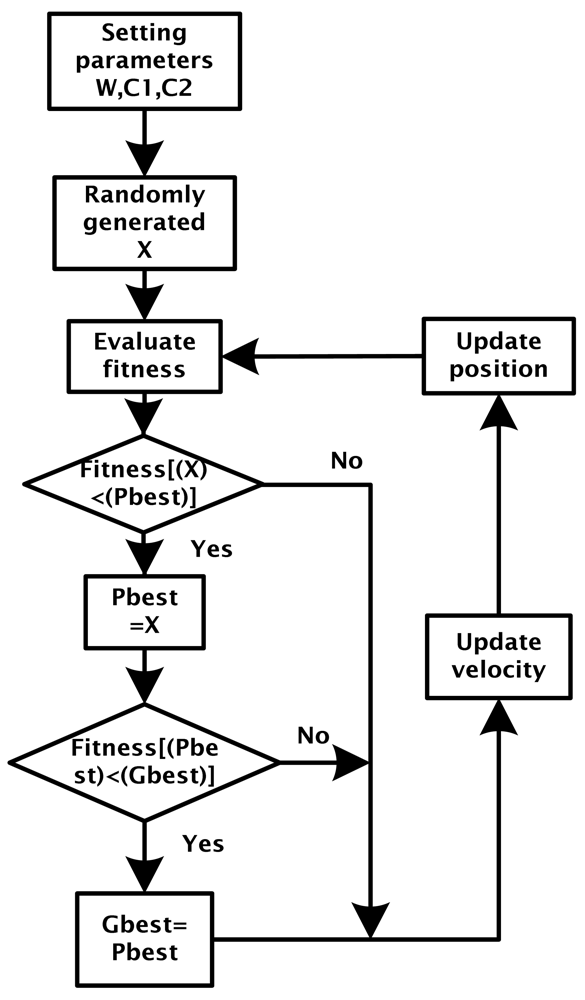 Setting
parameters
W,C1,C2
Randomly
generated
X
Evaluate
fitness
Update
position
Fitness[(X)
<(Pbest)]
No
Yes
Pbest
=X
Update
velocity
Fitness[(Pbe
st)<(Gbest)]
No
Yes
Gbest=
Pbest